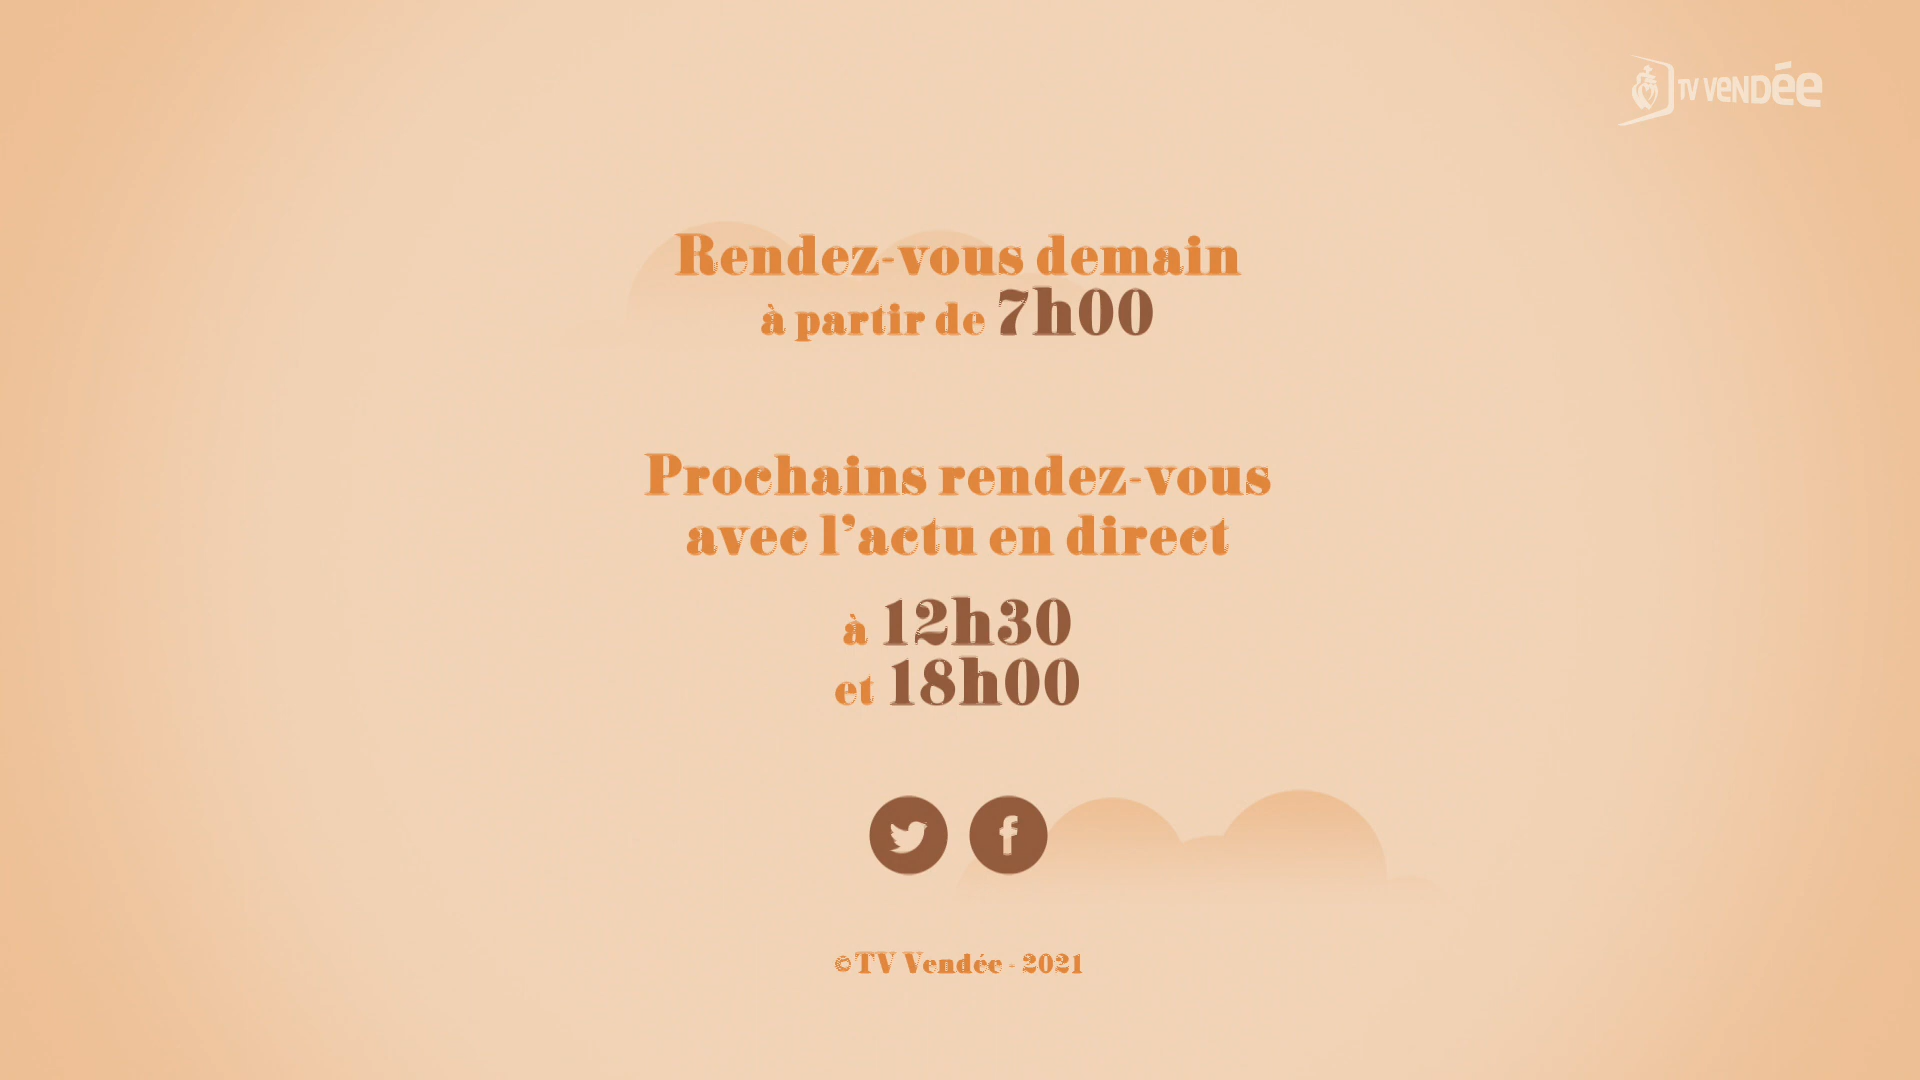 TV VENDÉE
Rendez-vous demain
à partir de 7h00
Prochains rendez-vous
avec l'actu en direct
à 12h30
et 18h00
©TV Vendée - 2021